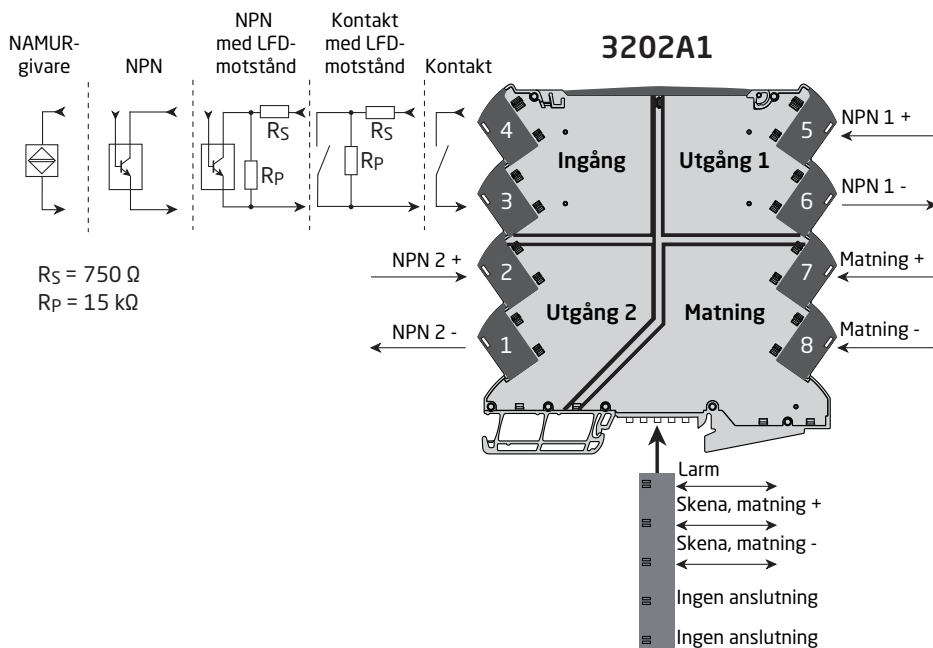 3202A1
NAMUR-
givare
NPN
NPN
med LFD-
motstånd
Kontakt
med LFD-
motstånd
Kontakt
RS
RP
RS
RP
RS = 750 Ω
RP = 15 kΩ
NPN 2 +
NPN 2 -
4
3
2
1
Ingång
Utgång 1
Utgång 2
Matning
5
6
7
8
NPN 1 +
NPN 1 -
Matning +
Matning -
Larm
Skena, matning +
Skena, matning -
Ingen anslutning
Ingen anslutning